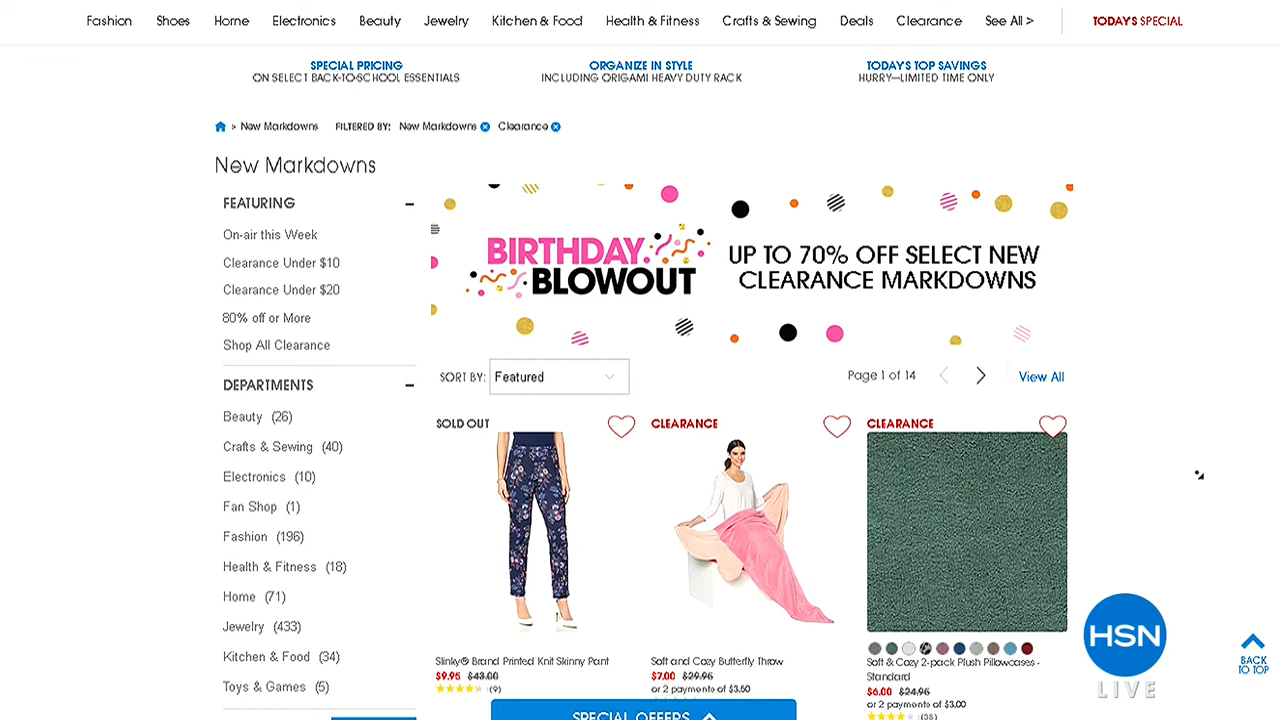 Fashion Shoes Home Electronics Beauty Jewelry Kitchen & Food Health & Fitness Crafts & Sewing Deals Clearance See All > TODAY'S SPECIAL
SPECIAL PRICING
ON SELECT BACK-TO-SCHOOL ESSENTIALS
ORGANIZE IN STYLE
INCLUDING ORIGAMI HEAVY DUTY RACK
TODAY'S TOP SAVINGS
HURRY—LIMITED TIME ONLY
> New Markdowns FILTERED BY: New Markdowns Clearance
New Markdowns
FEATURING
On-air this Week
Clearance Under $10
Clearance Under $20
80% off or More
Shop All Clearance
DEPARTMENTS
Beauty (26)
Crafts & Sewing (40)
Electronics (10)
Fan Shop (1)
Fashion (196)
Health & Fitness (18)
Home (71)
Jewelry (433)
Kitchen & Food (34)
Toys & Games (5)
BIRTHDAY
BLOWOUT
UP TO 70% OFF SELECT NEW
CLEARANCE MARKDOWNS
SORT BY: Featured
Page 1 of 14
View All
SOLD OUT
Slinky® Brand Printed Knit Skinny Pant
$9.95 $43.00
(9)
CLEARANCE
Soft and Cozy Butterfly Throw
$7.00 $29.96
or 2 payments of $3.50
CLEARANCE
Soft & Cozy 2-pack Plush Pillowcases -
Standard
$6.00 $24.95
or 2 payments of $3.00
(38)
SPECIAL OFFERS
HSN
LIVE
BACK
TO TOP